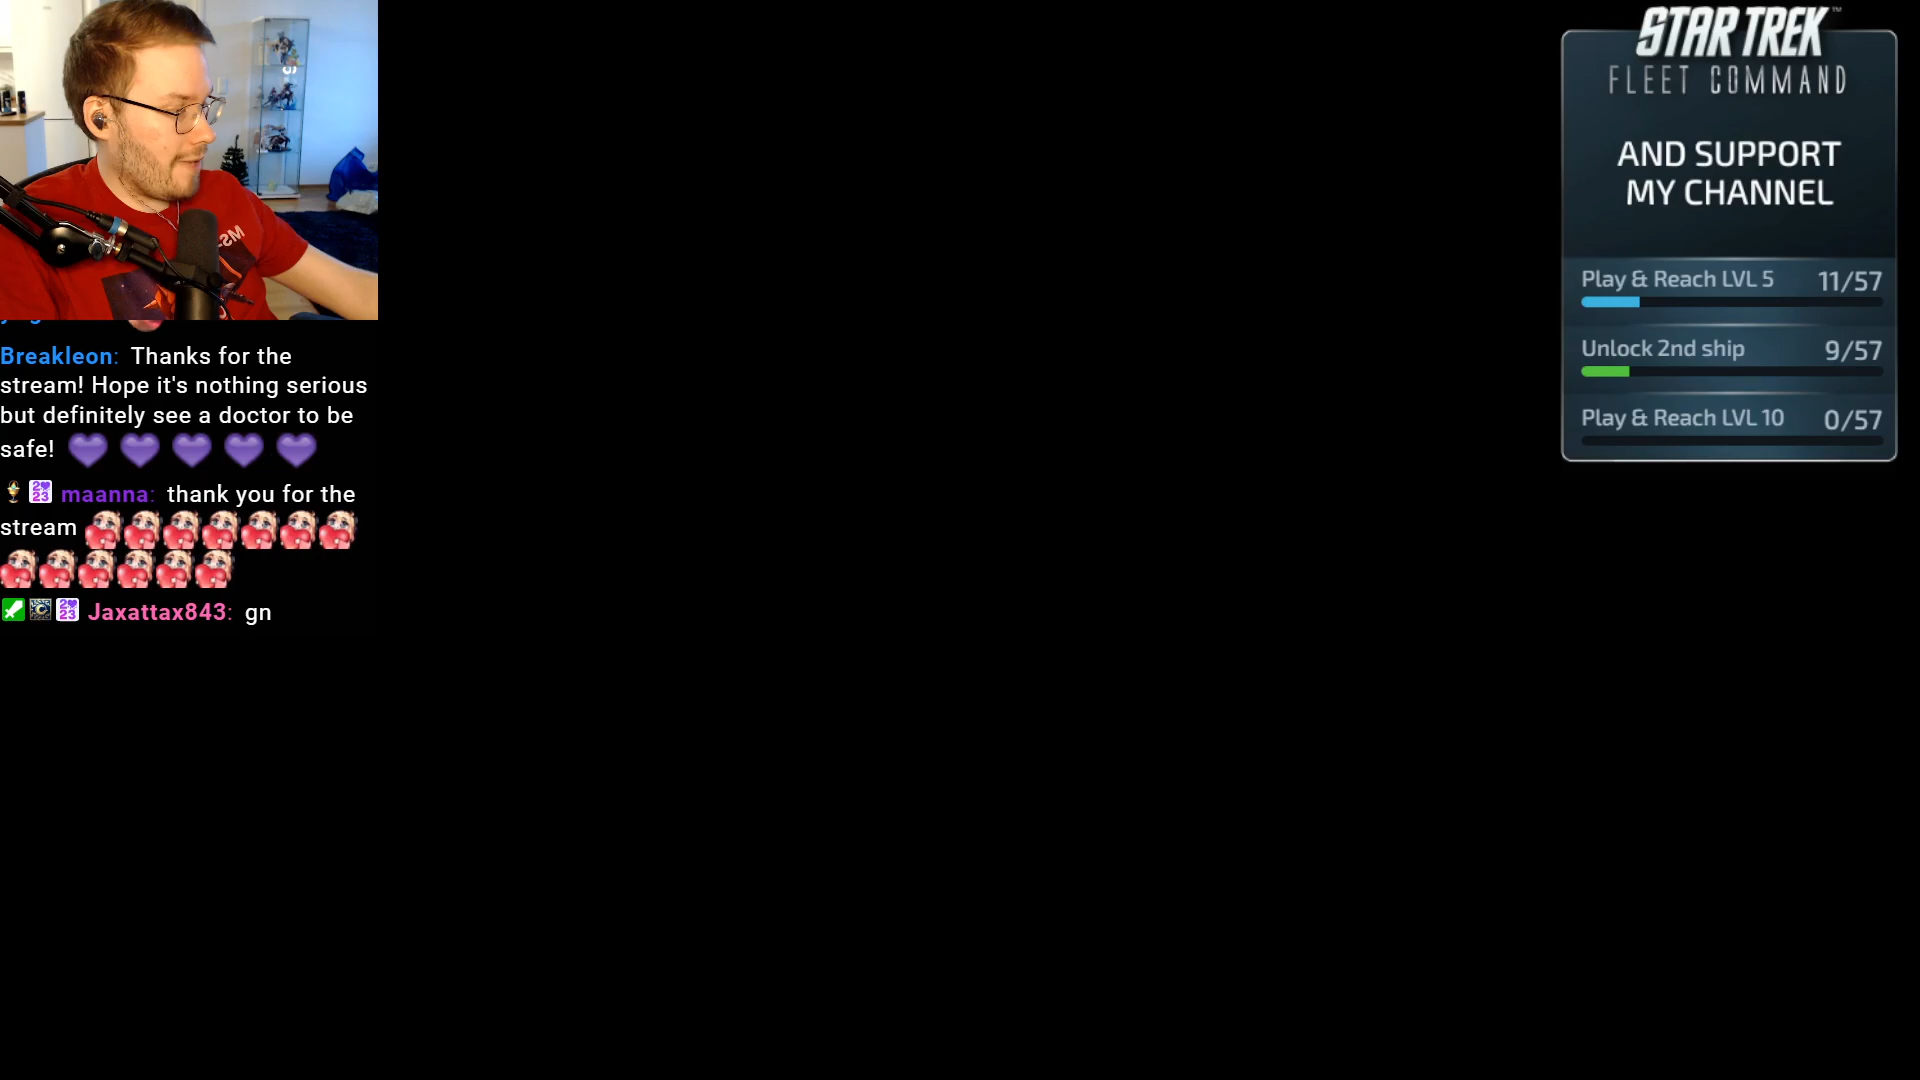 Breakleon: Thanks for the
stream! Hope it's nothing serious
but definitely see a doctor to be
safe!
maanna: thank you for the
stream
Jaxattax843: gn
STAR TREK™
FLEET COMMAND
AND SUPPORT
MY CHANNEL
Play & Reach LVL 5 11/57
Unlock 2nd ship 9/57
Play & Reach LVL 10 0/57